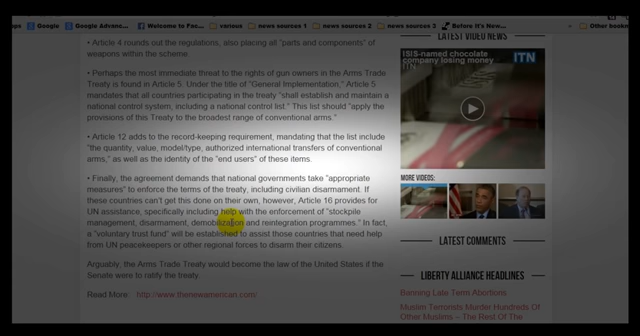 Google
Google Advanc...
Welcome to Fac...
various
news sources 1
news sources 2
news sources 3
Before It's New...
Other book
• Article 4 rounds out the regulations, also placing all "parts and components" of
weapons within the scheme.
• Perhaps the most immediate threat to the rights of gun owners in the Arms Trade
Treaty is found in Article 5. Under the title of "General Implementation," Article 5
mandates that all countries participating in the treaty "shall establish and maintain a
national control system, including a national control list." This list should "apply the
provisions of this Treaty to the broadest range of conventional arms."
• Article 12 adds to the record-keeping requirement, mandating that the list include
"the quantity, value, model/type, authorized international transfers of conventional
arms," as well as the identity of the "end users" of these items.
• Finally, the agreement demands that national governments take "appropriate
measures" to enforce the terms of the treaty, including civilian disarmament. If
these countries can't get this done on their own, however, Article 16 provides for
UN assistance, specifically including help with the enforcement of "stockpile
management, disarmament, demobilization and reintegration programmes." In fact,
a "voluntary trust fund" will be established to assist those countries that need help
from UN peacekeepers or other regional forces to disarm their citizens.
Arguably, the Arms Trade Treaty would become the law of the United States if the
Senate were to ratify the treaty.
Read More: http://www.thenewamerican.com/
LATEST VIDEO NEWS
ISIS-named chocolate
company losing money
ITN
MORE VIDEOS:
LATEST COMMENTS
LIBERTY ALLIANCE HEADLINES
Banning Late Term Abortions
Muslim Terrorists Murder Hundreds Of
Other Muslims – The Rest Of The